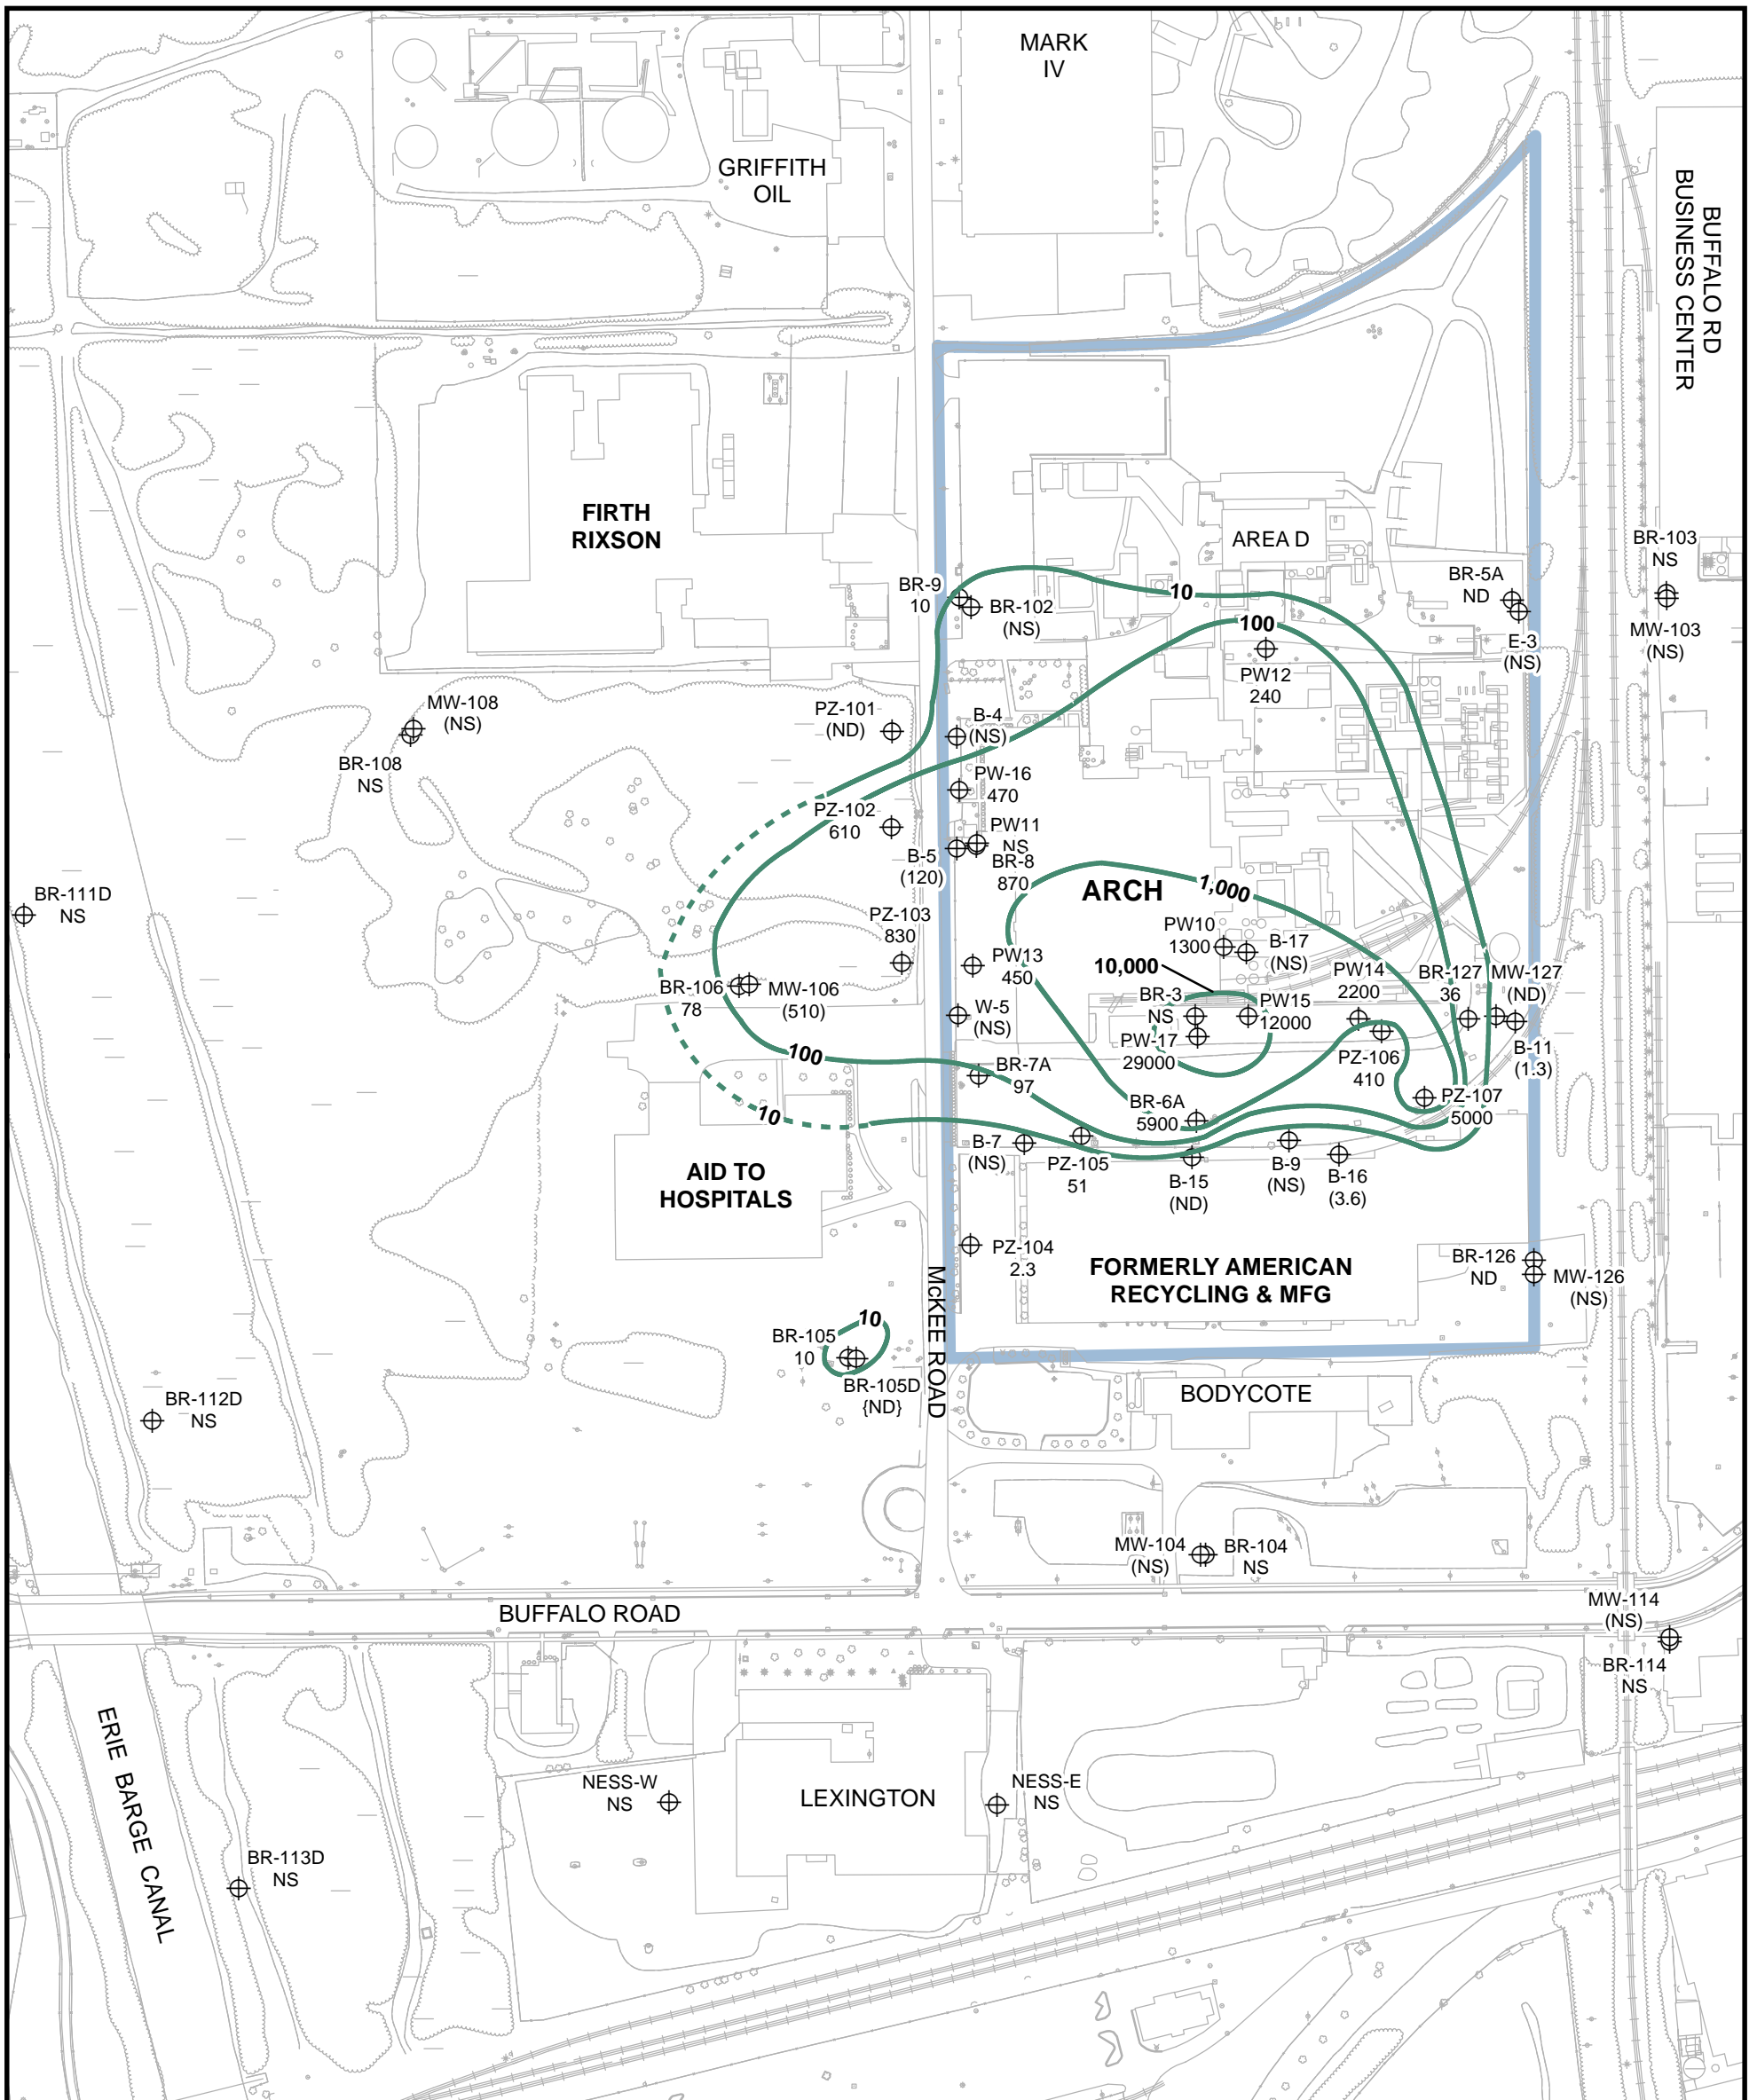 MARK
IV
GRIFFITH
OIL
BUFFALO RD
BUSINESS CENTER
FIRTH
RIXSON
AREA D
BR-103
NS
MW-103
(NS)
BR-5A
ND
E-3
(NS)
BR-9
10
BR-102
(NS)
10
100
PW12
240
MW-108
(NS)
BR-108
NS
PZ-101
(ND)
B-4
(NS)
PW-16
470
PZ-102
610
PW11
NS
B-5
(120)
BR-8
870
ARCH
1,000
BR-111D
NS
PZ-103
830
PW10
1300
B-17
(NS)
PW13
450
10,000
PW14
2200
BR-127
36
MW-127
(ND)
BR-106
78
MW-106
(510)
W-5
(NS)
BR-3
NS
PW15
12000
PW-17
29000
PZ-106
410
B-11
(1.3)
100
BR-7A
97
BR-6A
5900
PZ-107
5000
10
B-7
(NS)
PZ-105
51
B-15
(ND)
B-9
(NS)
B-16
(3.6)
AID TO
HOSPITALS
PZ-104
2.3
FORMERLY AMERICAN
RECYCLING & MFG
BR-126
ND
MW-126
(NS)
McKEE ROAD
10
BR-105
10
BR-105D
{ND}
BODYCOTE
BR-112D
NS
MW-104
(NS)
BR-104
NS
BUFFALO ROAD
MW-114
(NS)
BR-114
NS
ERIE BARGE CANAL
NESS-W
NS
LEXINGTON
NESS-E
NS
BR-113D
NS